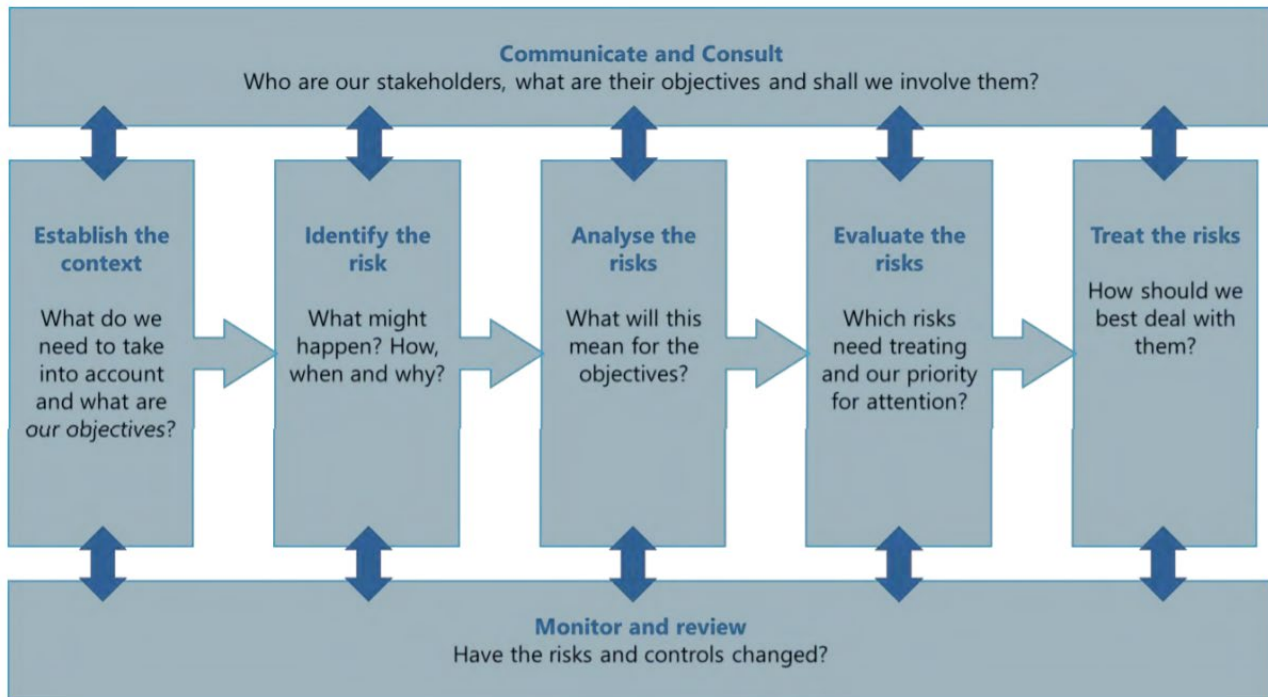 Communicate and Consult
Who are our stakeholders, what are their objectives and shall we involve them?
Establish the
context
What do we
need to take
into account
and what are
our objectives?
Identify the
risk
What might
happen? How,
when and why?
Analyse the
risks
What will this
mean for the
objectives?
Evaluate the
risks
Which risks
need treating
and our priority
for attention?
Treat the risks
How should we
best deal with
them?
Monitor and review
Have the risks and controls changed?